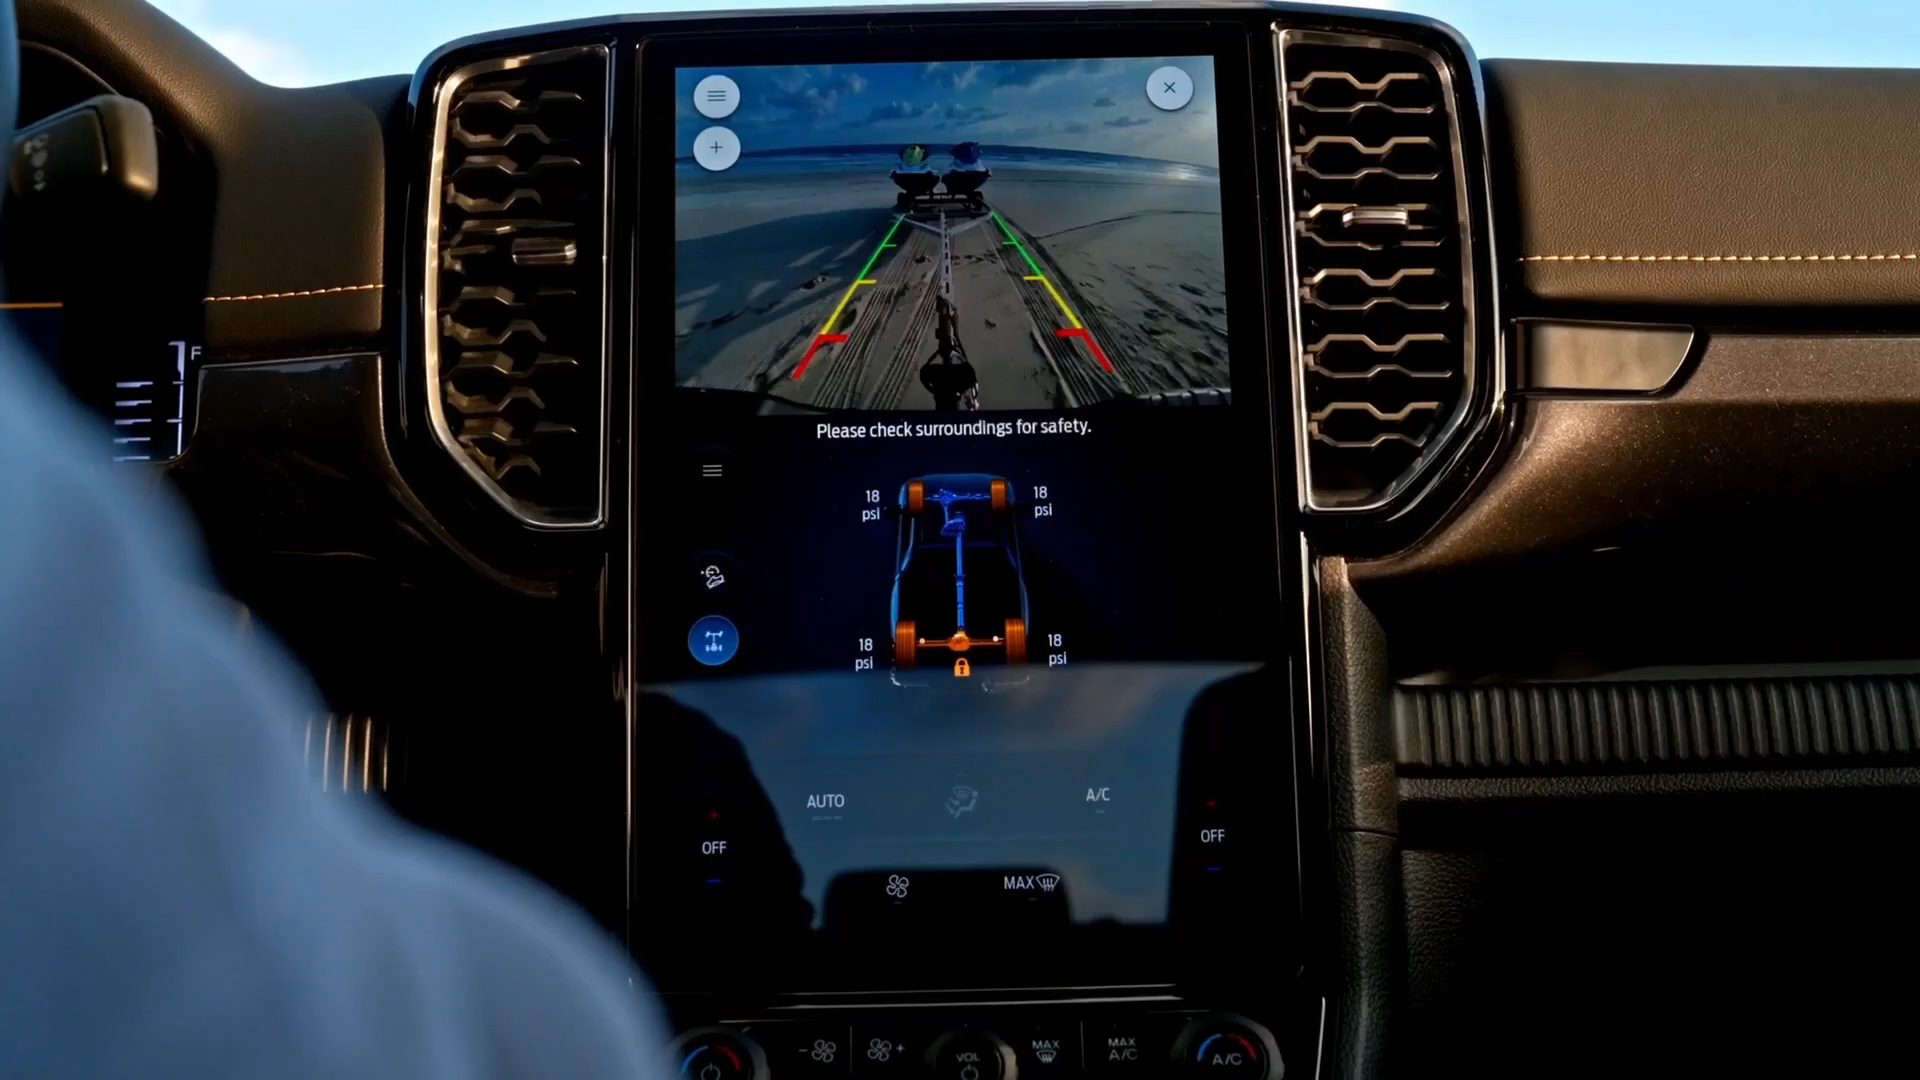 F
Please check surroundings for safety.
18
psi
18
psi
18
psi
18
psi
AUTO
A/C
OFF
OFF
MAX
VOL
MAX
MAX
A/C
A/C